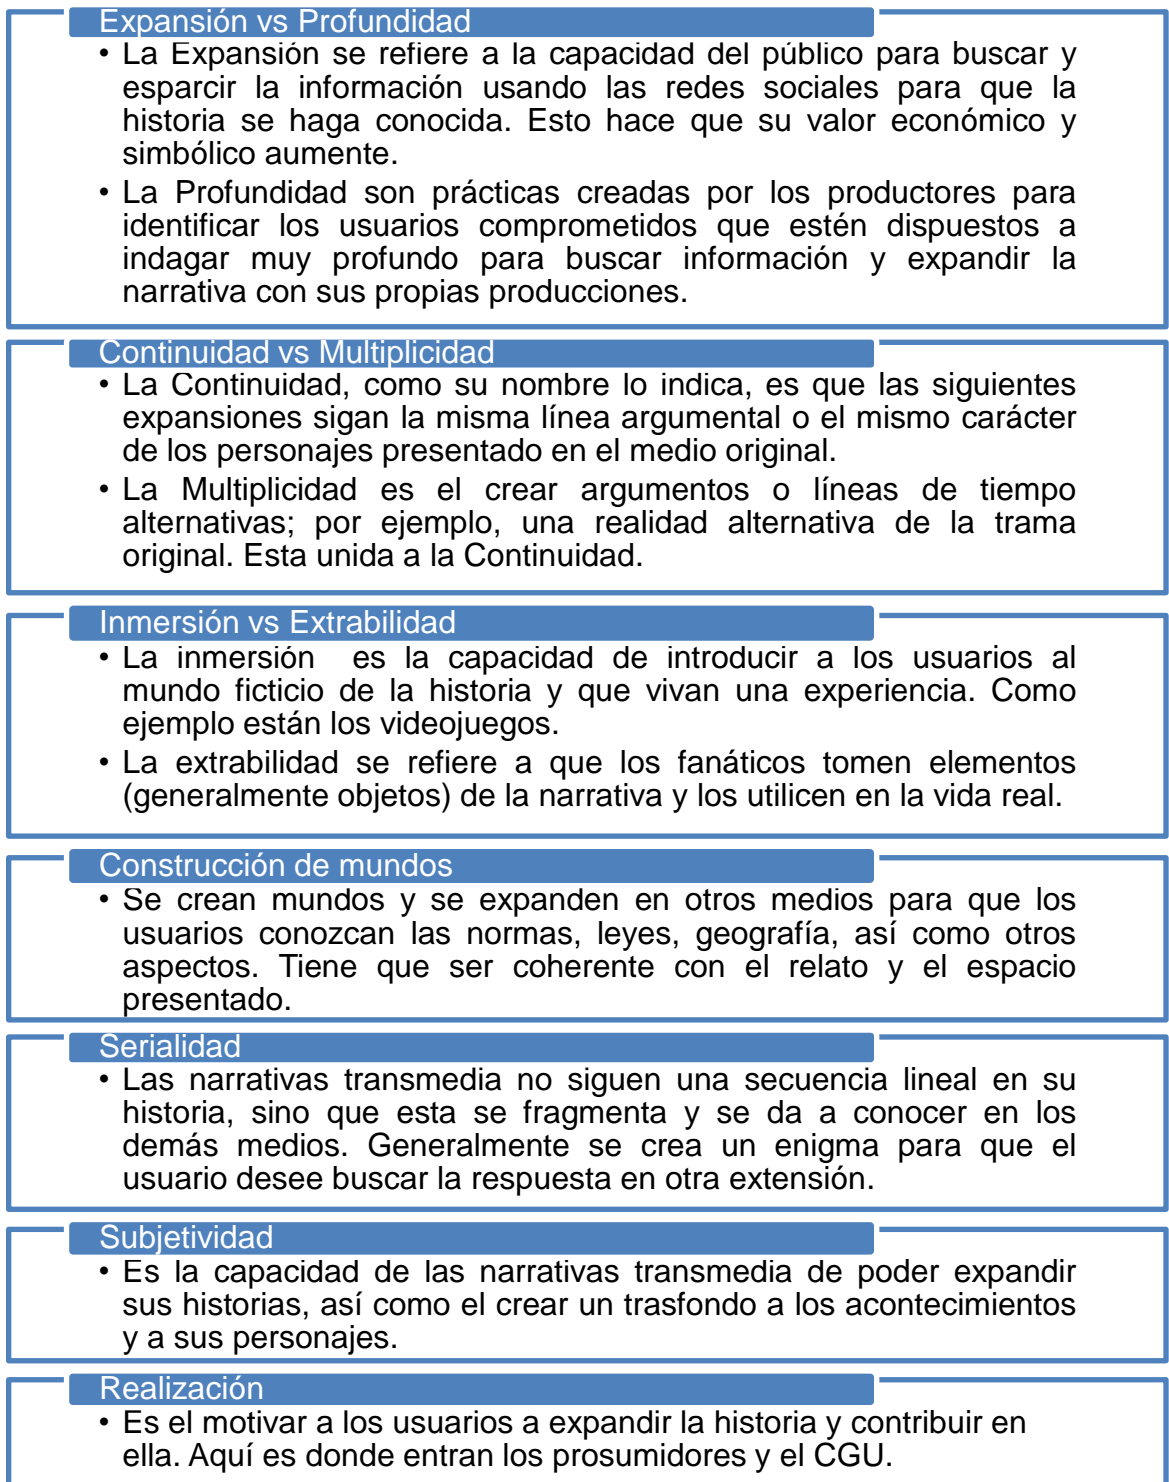 Expansión vs Profundidad
• La Expansión se refiere a la capacidad del público para buscar y
esparcir la información usando las redes sociales para que la
historia se haga conocida. Esto hace que su valor económico y
simbólico aumente.
• La Profundidad son prácticas creadas por los productores para
identificar los usuarios comprometidos que estén dispuestos a
indagar muy profundo para buscar información y expandir la
narrativa con sus propias producciones.
Continuidad vs Multiplicidad
• La Continuidad, como su nombre lo indica, es que las siguientes
expansiones sigan la misma línea argumental o el mismo carácter
de los personajes presentado en el medio original.
• La Multiplicidad es el crear argumentos o líneas de tiempo
alternativas; por ejemplo, una realidad alternativa de la trama
original. Esta unida a la Continuidad.
Inmersión vs Extrabilidad
• La inmersión es la capacidad de introducir a los usuarios al
mundo ficticio de la historia y que vivan una experiencia. Como
ejemplo están los videojuegos.
• La extrabilidad se refiere a que los fanáticos tomen elementos
(generalmente objetos) de la narrativa y los utilicen en la vida real.
Construcción de mundos
• Se crean mundos y se expanden en otros medios para que los
usuarios conozcan las normas, leyes, geografía, así como otros
aspectos. Tiene que ser coherente con el relato y el espacio
presentado.
Serialidad
• Las narrativas transmedia no siguen una secuencia lineal en su
historia, sino que esta se fragmenta y se da a conocer en los
demás medios. Generalmente se crea un enigma para que el
usuario desee buscar la respuesta en otra extensión.
Subjetividad
• Es la capacidad de las narrativas transmedia de poder expandir
sus historias, así como el crear un trasfondo a los acontecimientos
y a sus personajes.
Realización
• Es el motivar a los usuarios a expandir la historia y contribuir en
ella. Aquí es donde entran los prosumidores y el CGU.